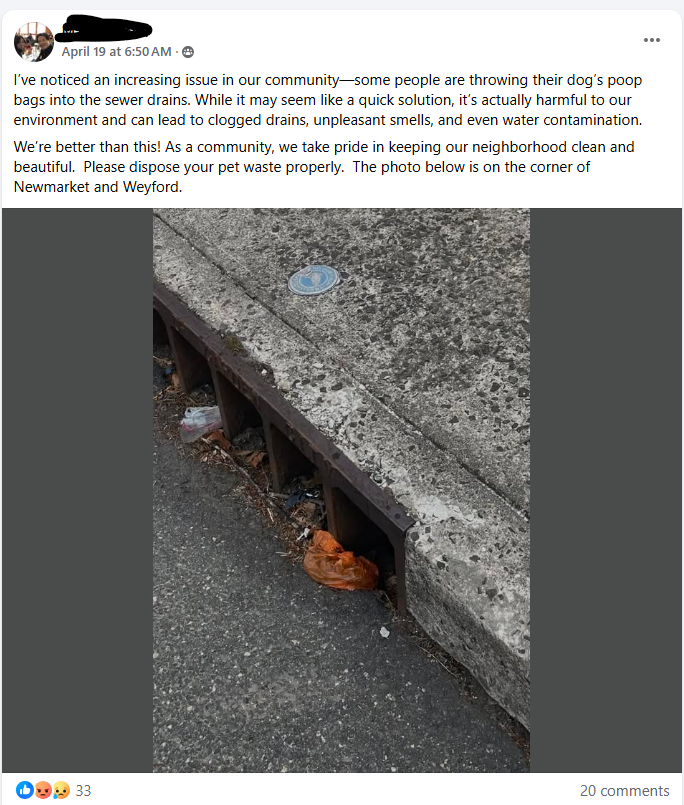 April 19 at 6:50 AM ·
I've noticed an increasing issue in our community—some people are throwing their dog's poop
bags into the sewer drains. While it may seem like a quick solution, it's actually harmful to our
environment and can lead to clogged drains, unpleasant smells, and even water contamination.
We're better than this! As a community, we take pride in keeping our neighborhood clean and
beautiful.  Please dispose your pet waste properly.  The photo below is on the corner of
Newmarket and Weyford.
33
20 comments